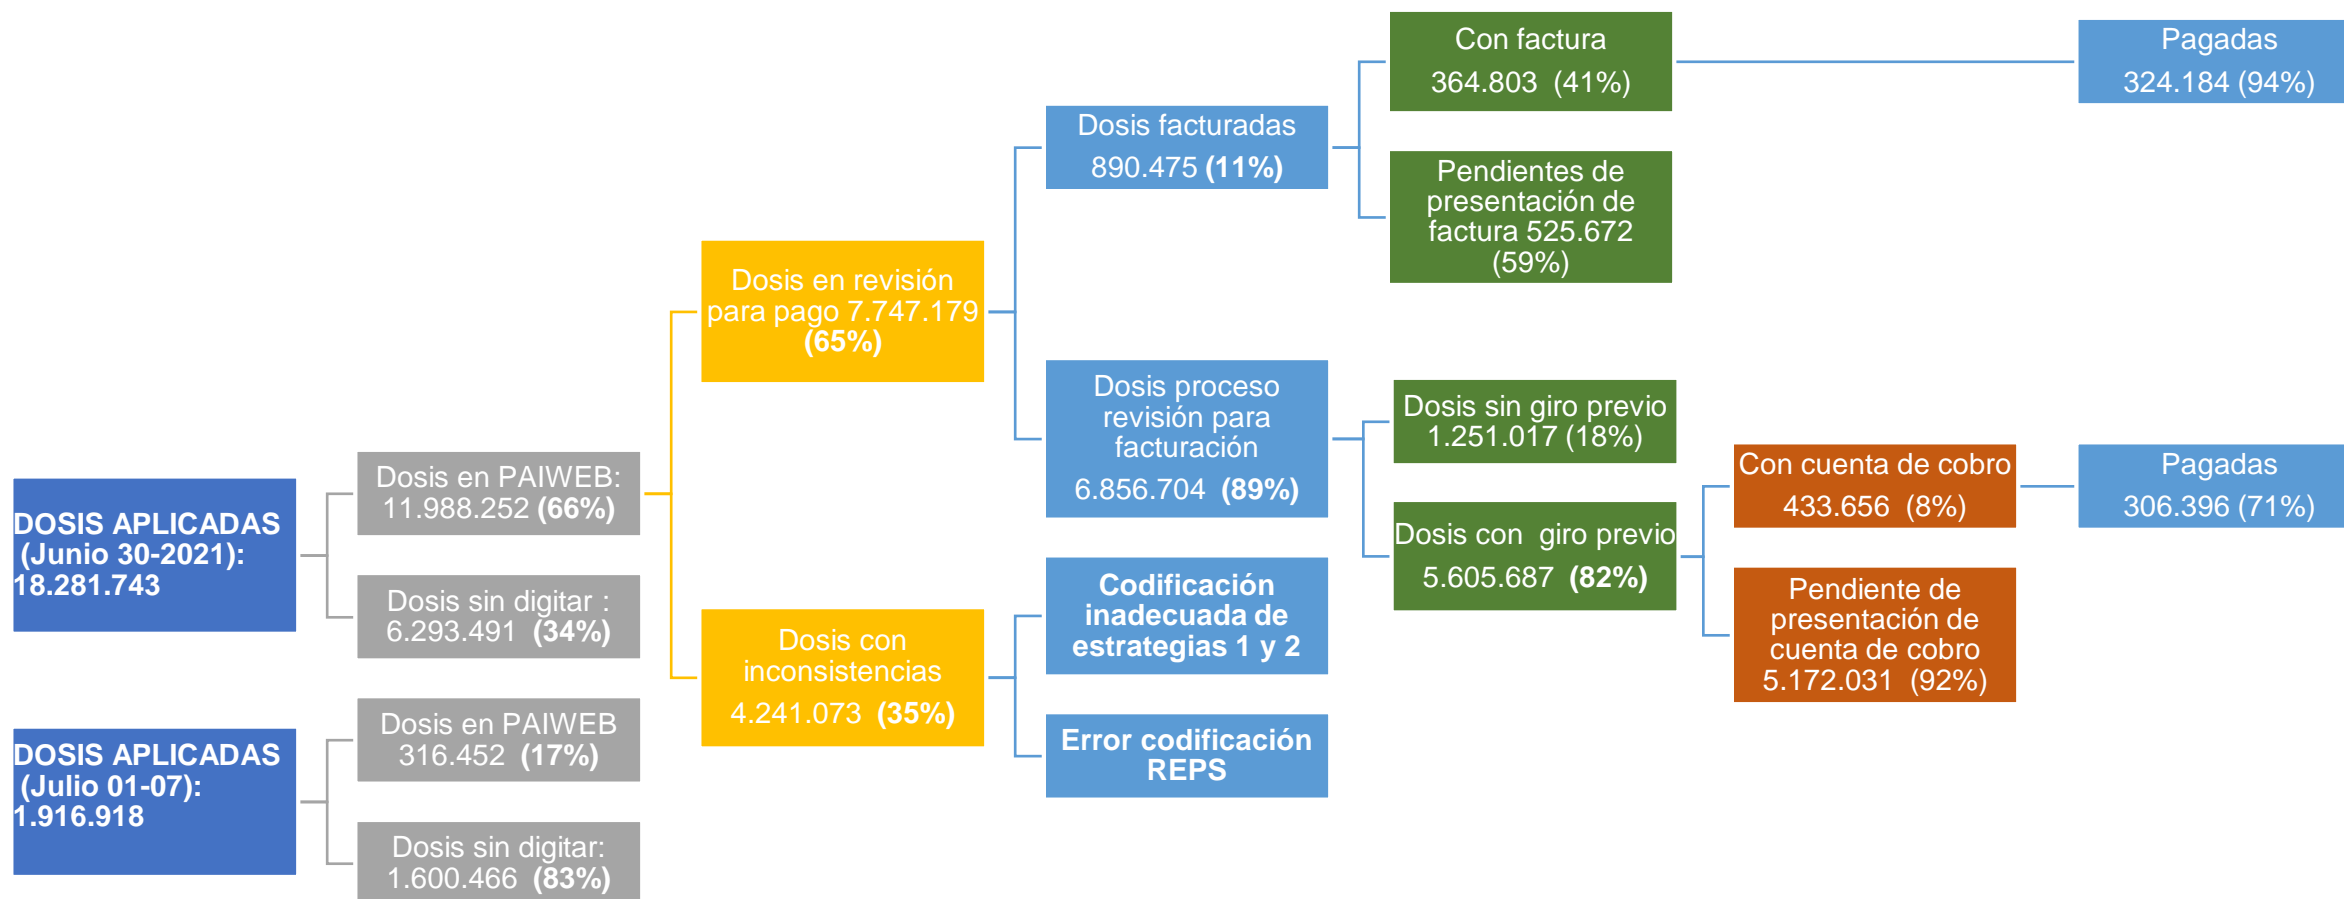 DOSIS APLICADAS
(Junio 30-2021):
18.281.743
Dosis en PAIWEB:
11.988.252 (66%)
Dosis sin digitar :
6.293.491 (34%)
DOSIS APLICADAS
(Julio 01-07):
1.916.918
Dosis en PAIWEB
316.452 (17%)
Dosis sin digitar:
1.600.466 (83%)
Dosis en revisión
para pago 7.747.179
(65%)
Dosis con
inconsistencias
4.241.073 (35%)
Dosis facturadas
890.475 (11%)
Dosis proceso
revisión para
facturación
6.856.704 (89%)
Codificación
inadecuada de
estrategias 1 y 2
Error codificación
REPS
Con factura
364.803 (41%)
Pendientes de
presentación de
factura 525.672
(59%)
Dosis sin giro previo
1.251.017 (18%)
Dosis con giro previo
5.605.687 (82%)
Con cuenta de cobro
433.656 (8%)
Pendiente de
presentación de
cuenta de cobro
5.172.031 (92%)
Pagadas
324.184 (94%)
Pagadas
306.396 (71%)